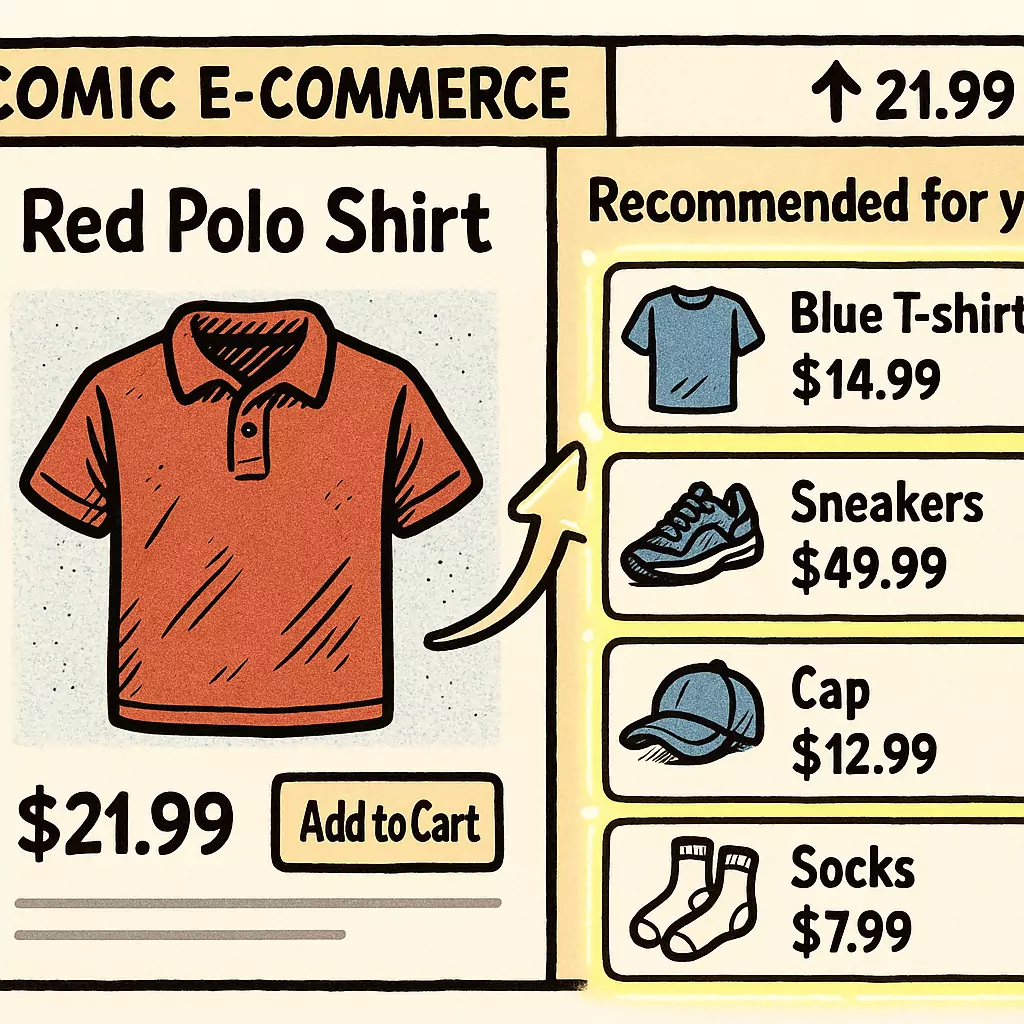 COMIC E-COMMERCE
↑ 21.99
Red Polo Shirt
$21.99
Add to Cart
Recommended for y
Blue T-shirt
$14.99
Sneakers
$49.99
Cap
$12.99
Socks
$7.99